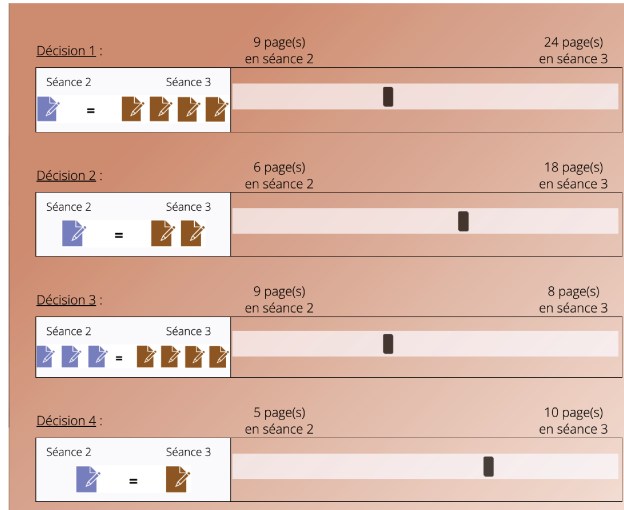 Décision 1 :
9 page(s)
en séance 2
24 page(s)
en séance 3
Séance 2
Séance 3
=
Décision 2 :
6 page(s)
en séance 2
18 page(s)
en séance 3
Séance 2
Séance 3
=
Décision 3 :
9 page(s)
en séance 2
8 page(s)
en séance 3
Séance 2
Séance 3
=
Décision 4 :
5 page(s)
en séance 2
10 page(s)
en séance 3
Séance 2
Séance 3
=